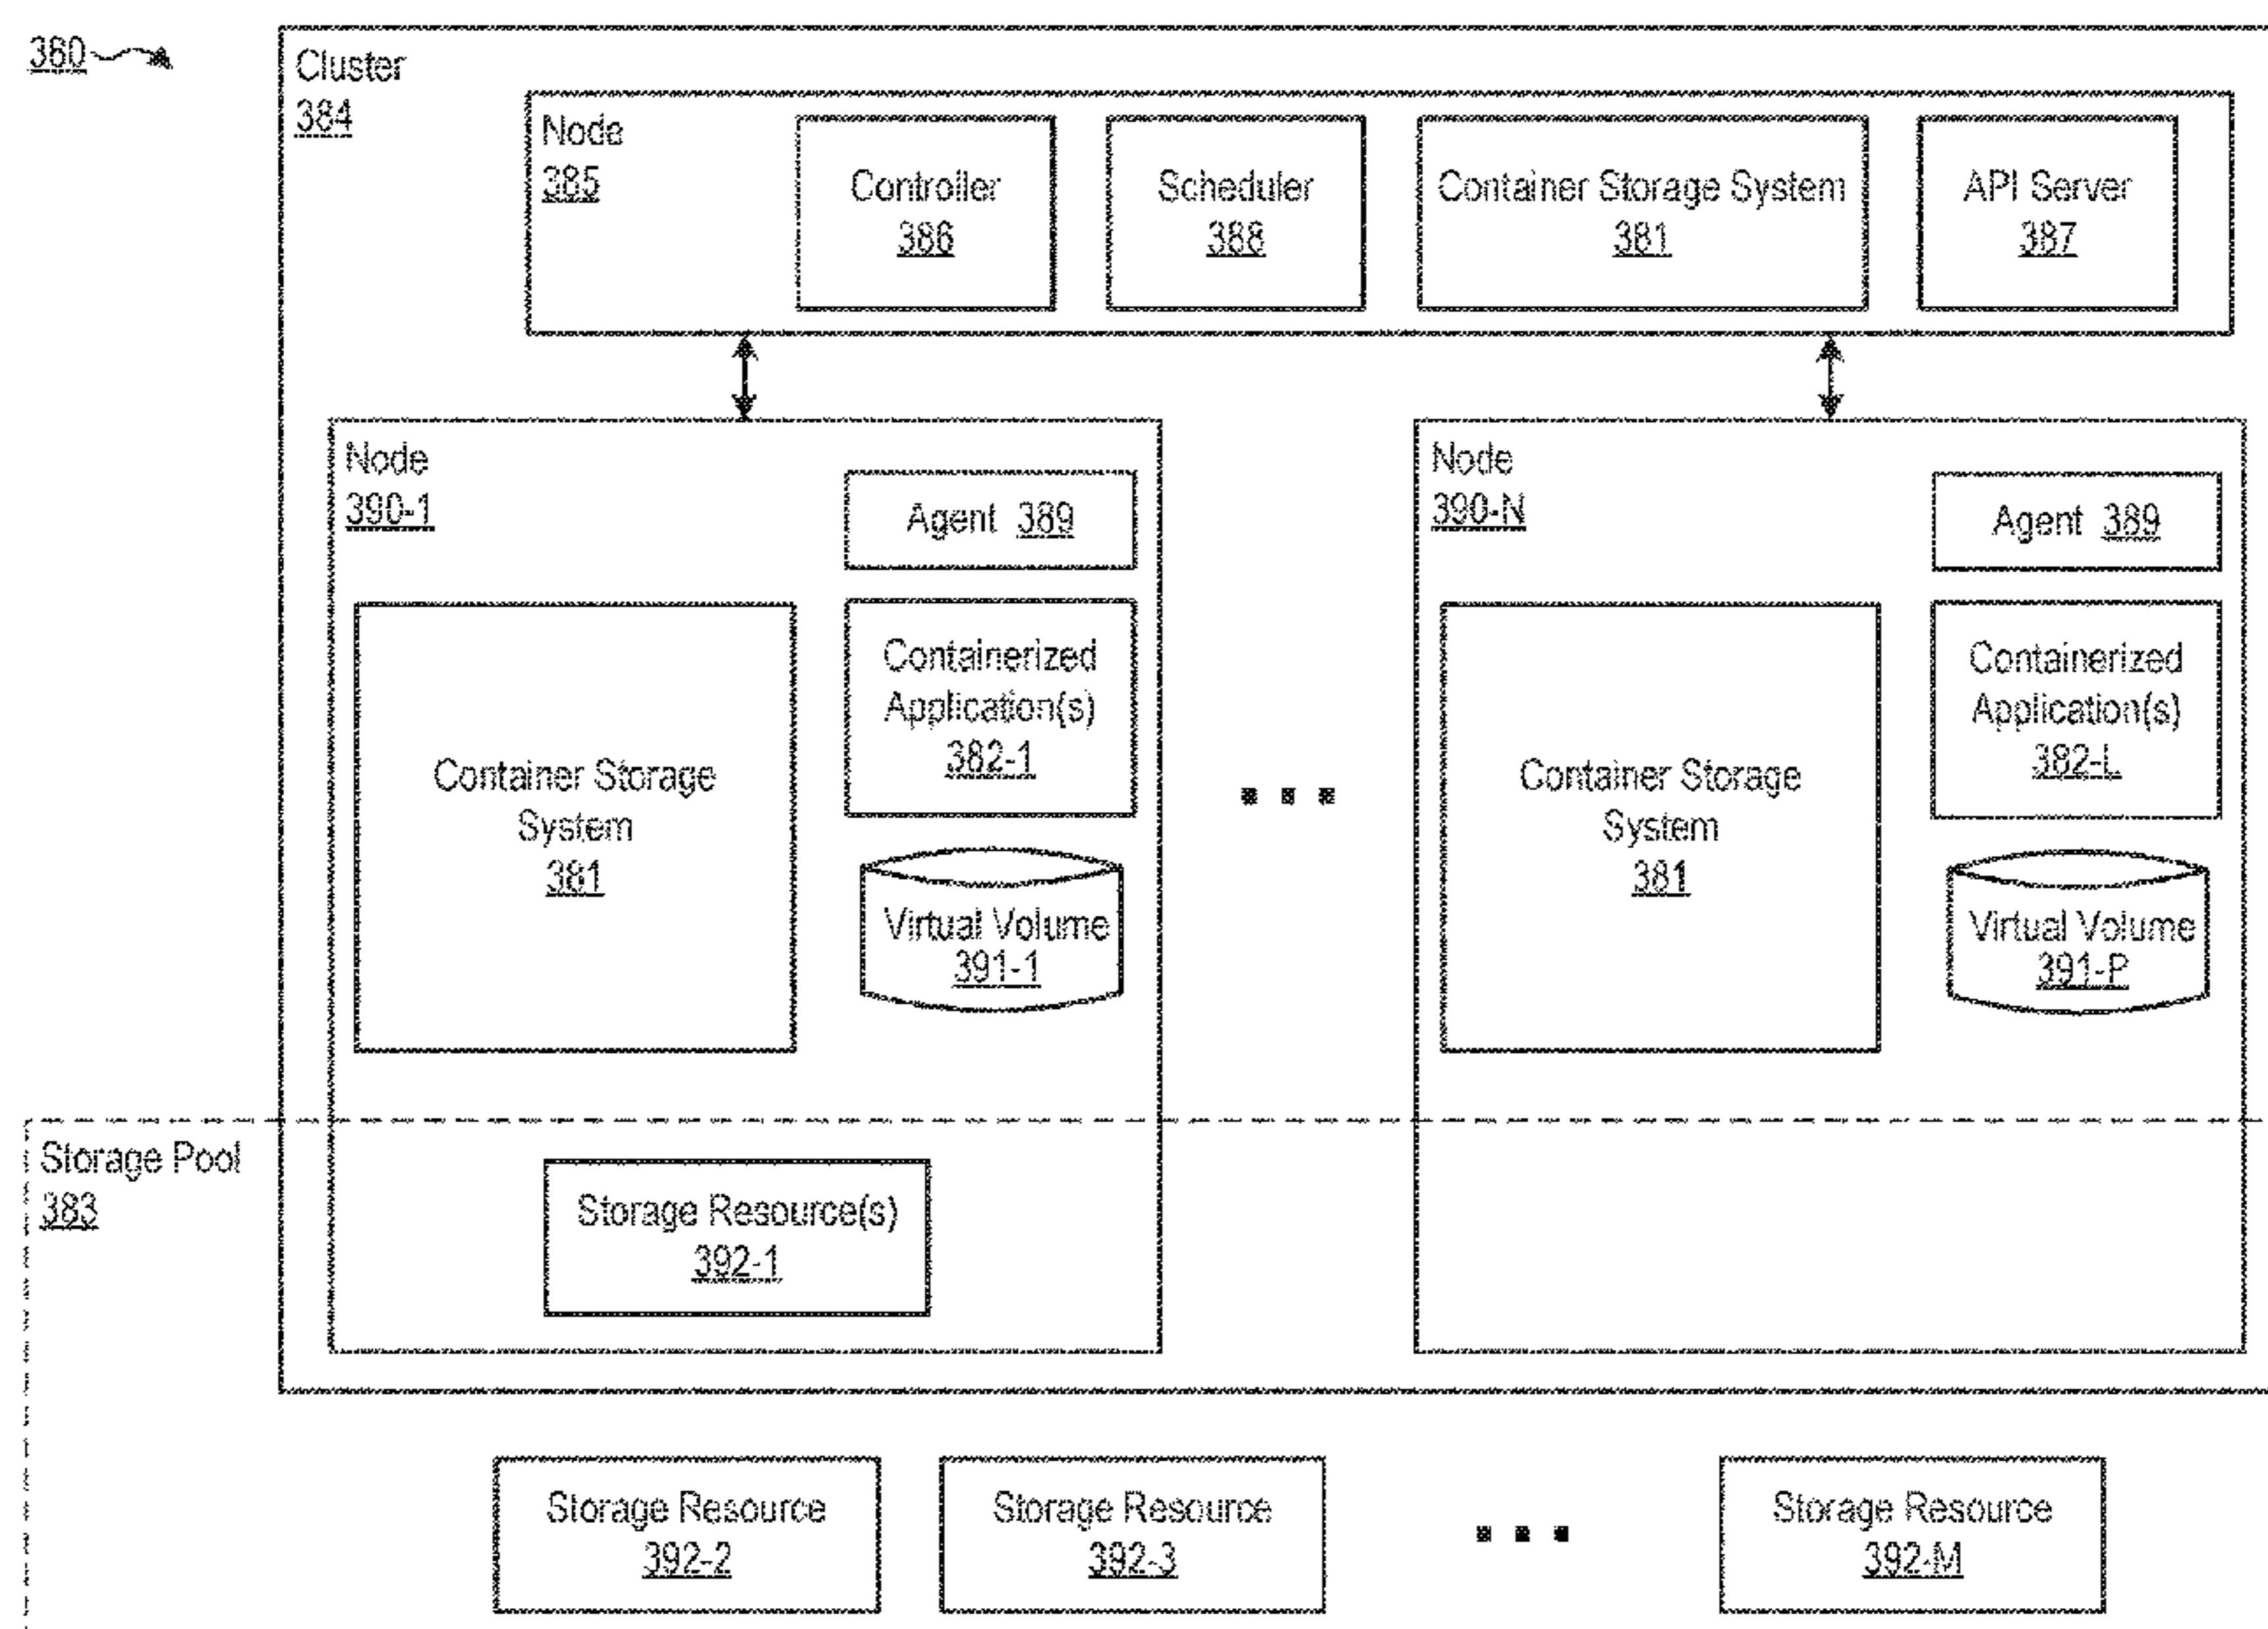 380
Cluster
384
Node
385
Controller
386
Scheduler
388
Container Storage System
381
API Server
387
Node
390-1
Agent 389
Containerized
Application(s)
382-1
Container Storage
System
381
Virtual Volume
391-1
Node
390-N
Agent 389
Containerized
Application(s)
382-L
Container Storage
System
381
Virtual Volume
391-P
Storage Pool
383
Storage Resource(s)
392-1
Storage Resource
392-2
Storage Resource
392-3
Storage Resource
392-M